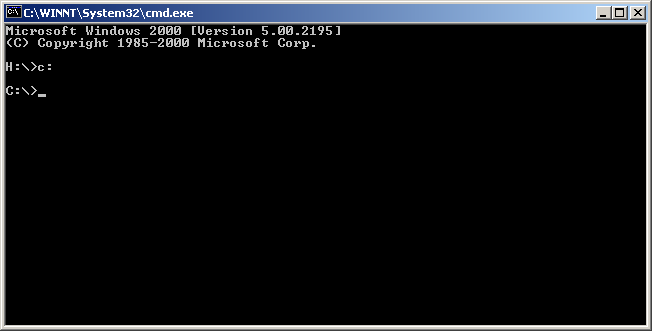 C:\WINNT\System32\cmd.exe
Microsoft Windows 2000 [Version 5.00.2195]
(C) Copyright 1985-2000 Microsoft Corp.
H:\>c:
C:\>_